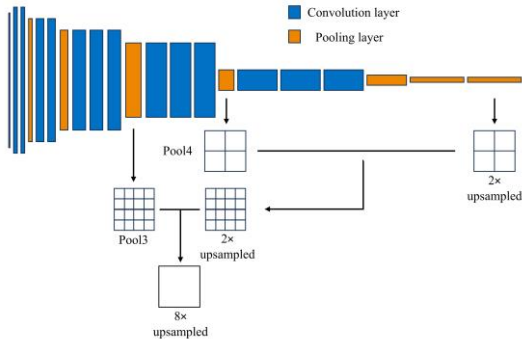 Convolution layer
Pooling layer
Pool4
2×
upsampled
Pool3
2×
upsampled
8×
upsampled